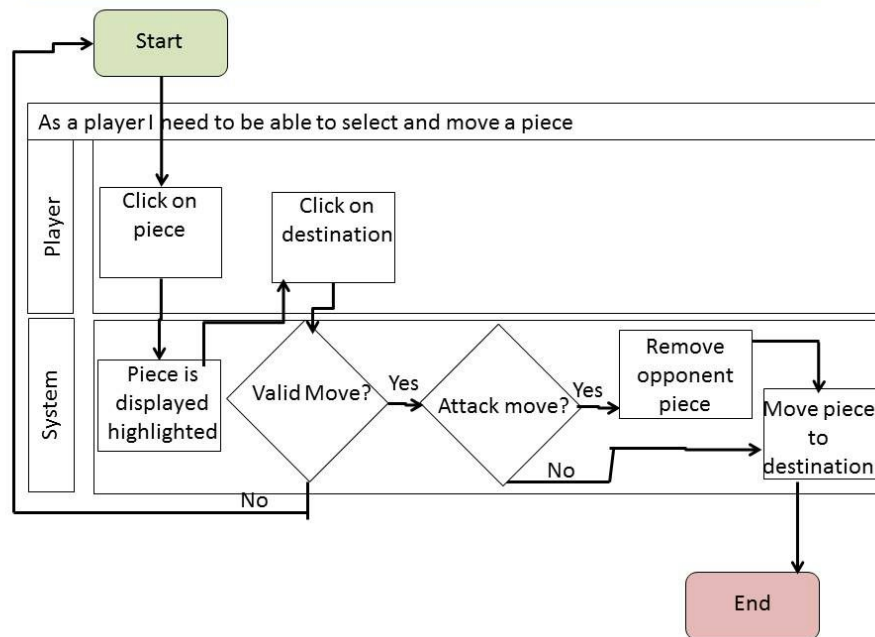 Start
As a player I need to be able to select and move a piece
Player
Click on
piece
Click on
destination
System
Piece is
displayed
highlighted
Valid Move?
Yes
Attack move?
Yes
Remove
opponent
piece
Move piece
to
destination
No
No
End